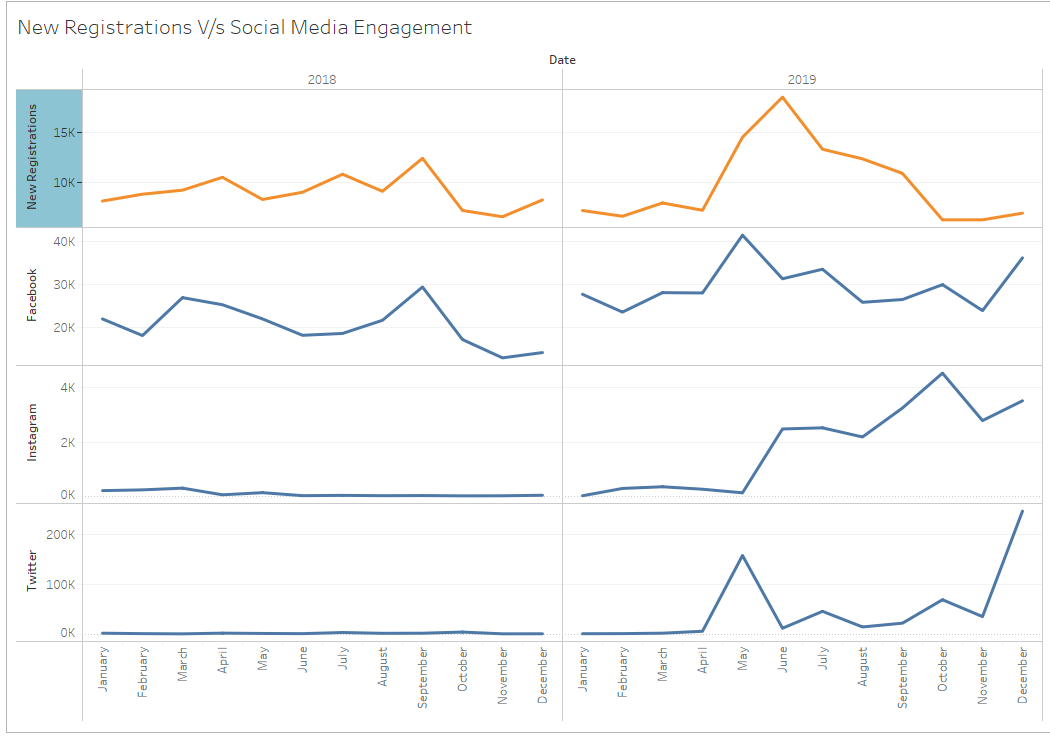 New Registrations V/s Social Media Engagement
Date
2018
2019
New Registrations
15K
10K
Facebook
40K
30K
20K
Instagram
4K
2K
0K
Twitter
200K
100K
0K
January
February
March
April
May
June
July
August
September
October
November
December
January
February
March
April
May
June
July
August
September
October
November
December